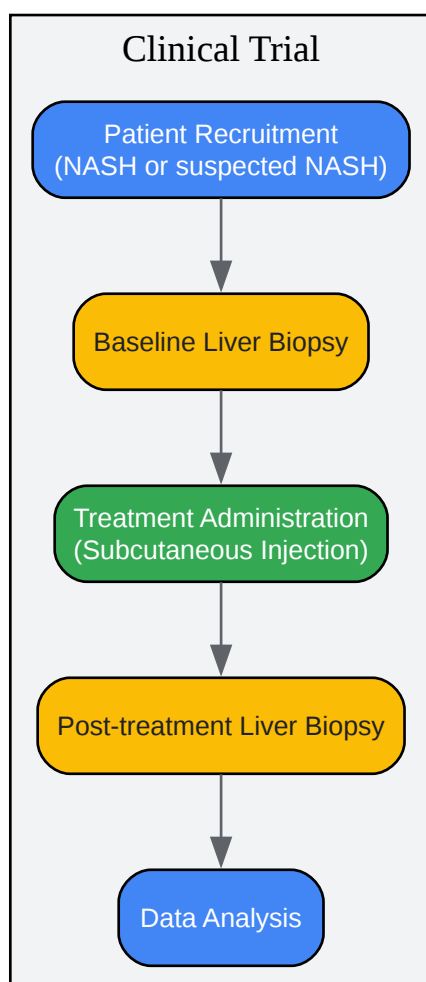 Clinical Trial
Patient Recruitment
(NASH or suspected NASH)
Baseline Liver Biopsy
Treatment Administration
(Subcutaneous Injection)
Post-treatment Liver Biopsy
Data Analysis